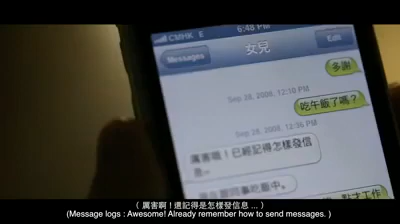 CMHK E
6:48 PM
Messages
女兒
Edit
多謝
Sep 28, 2008, 12:10 PM
吃午飯了嗎?
Sep 28, 2008, 12:36 PM
厲害哦!已經記得怎樣發信
息~
( 厲害啊 ! 還記得是怎樣發信息 ... )
(Message logs : Awesome! Already remember how to send messages. )